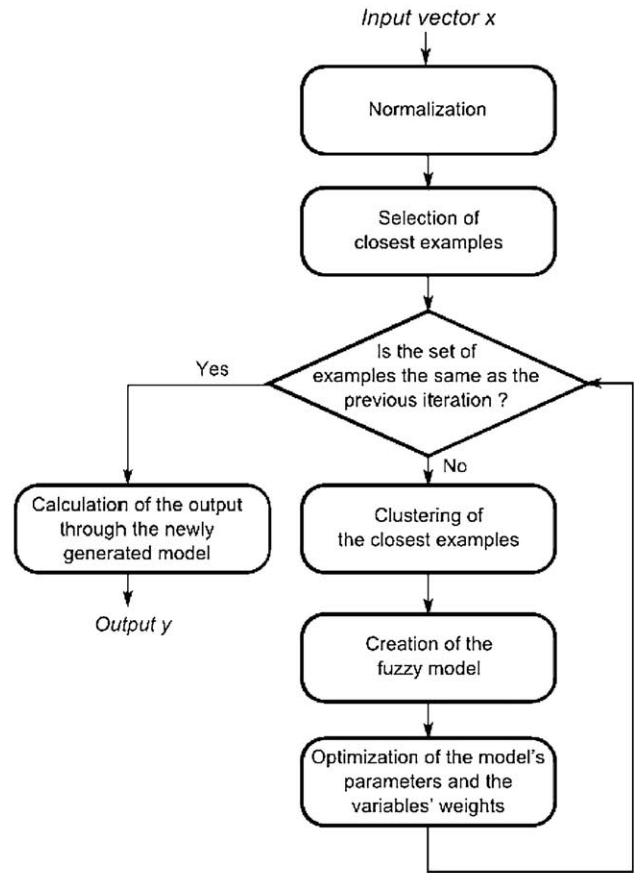 Input vector x
Normalization
Selection of
closest examples
Is the set of
examples the same as the
previous iteration ?
Yes
No
Calculation of the output
through the newly
generated model
Output y
Clustering of
the closest examples
Creation of the
fuzzy model
Optimization of the model's
parameters and the
variables' weights